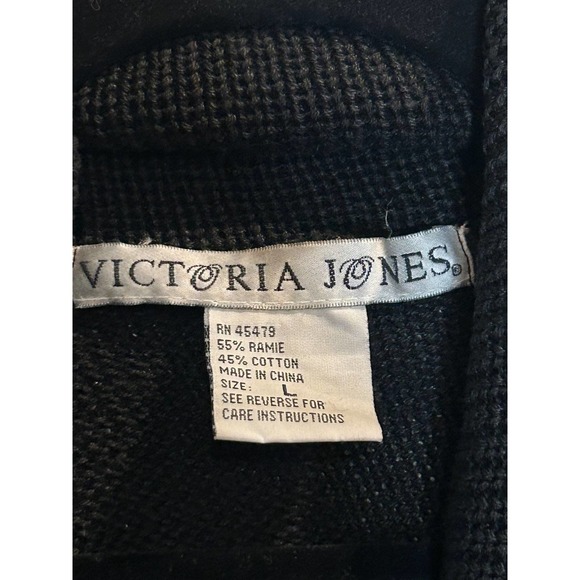 VICTORIA JONES®
RN 45479
55% RAMIE
45% COTTON
MADE IN CHINA
SIZE: L
SEE REVERSE FOR
CARE INSTRUCTIONS